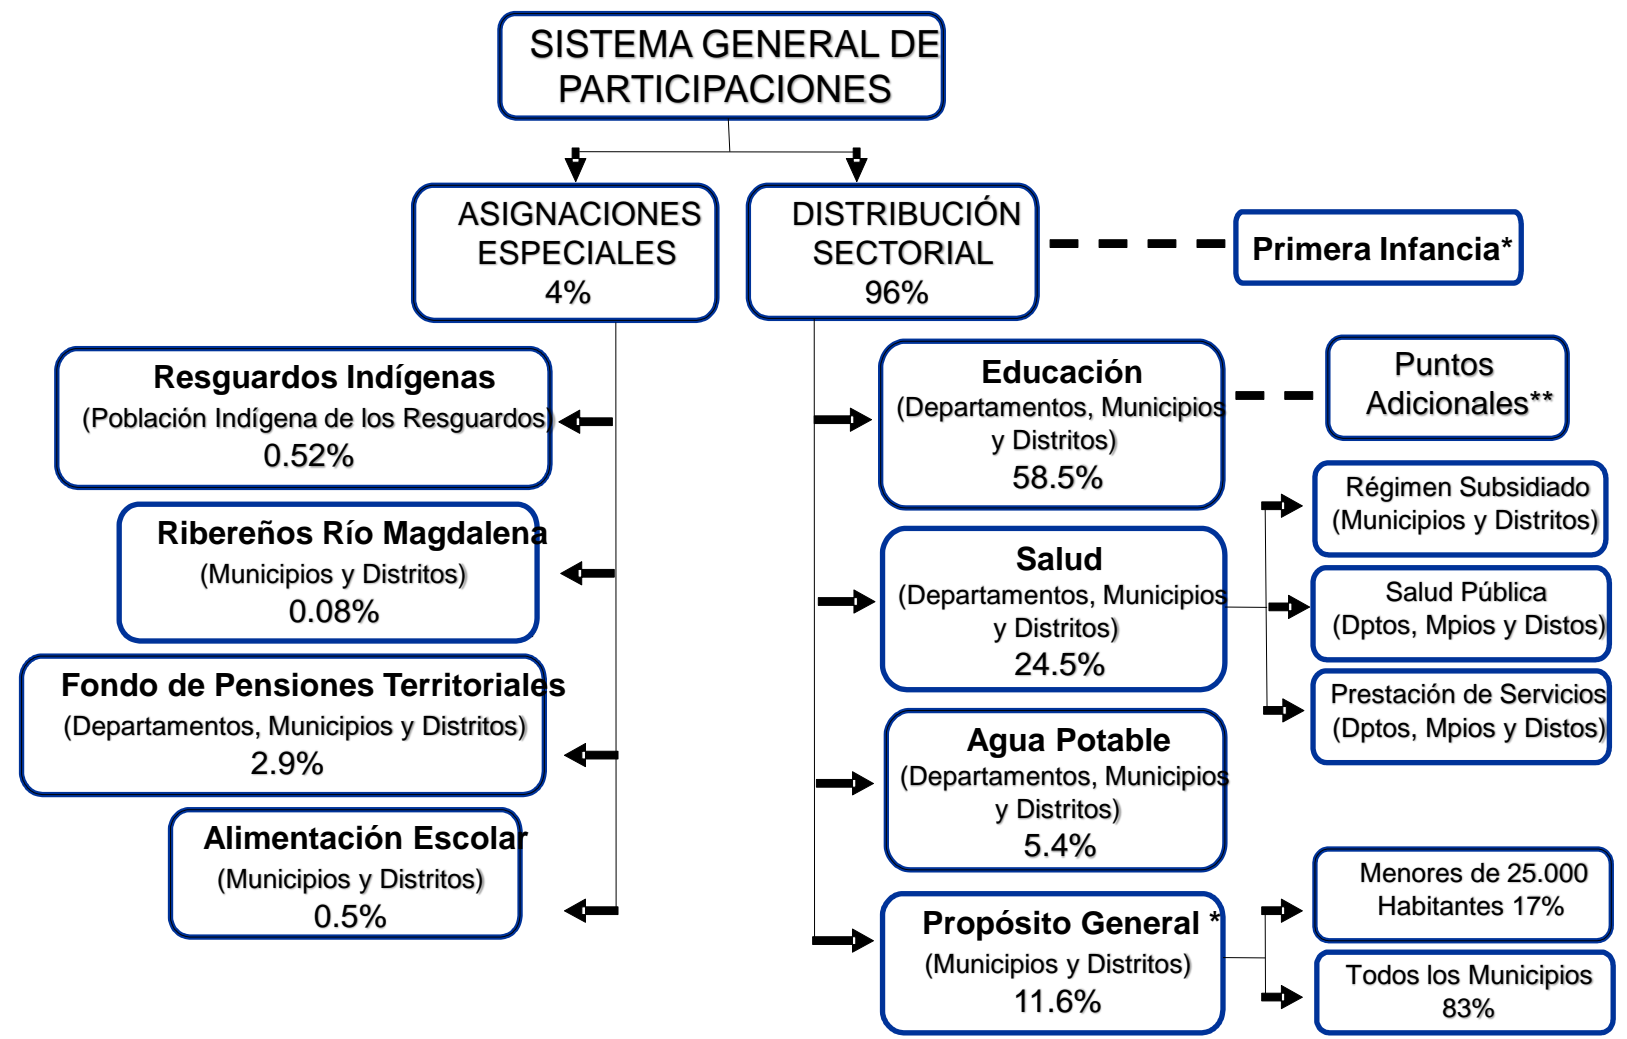 SISTEMA GENERAL DE
PARTICIPACIONES
ASIGNACIONES
ESPECIALES
4%
DISTRIBUCIÓN
SECTORIAL
96%
Primera Infancia*
Resguardos Indígenas
(Población Indígena de los Resguardos)
0.52%
Ribereños Río Magdalena
(Municipios y Distritos)
0.08%
Fondo de Pensiones Territoriales
(Departamentos, Municipios y Distritos)
2.9%
Alimentación Escolar
(Municipios y Distritos)
0.5%
Educación
(Departamentos, Municipios
y Distritos)
58.5%
Puntos
Adicionales**
Salud
(Departamentos, Municipios
y Distritos)
24.5%
Régimen Subsidiado
(Municipios y Distritos)
Salud Pública
(Dptos, Mpios y Distos)
Prestación de Servicios
(Dptos, Mpios y Distos)
Agua Potable
(Departamentos, Municipios
y Distritos)
5.4%
Propósito General *
(Municipios y Distritos)
11.6%
Menores de 25.000
Habitantes 17%
Todos los Municipios
83%